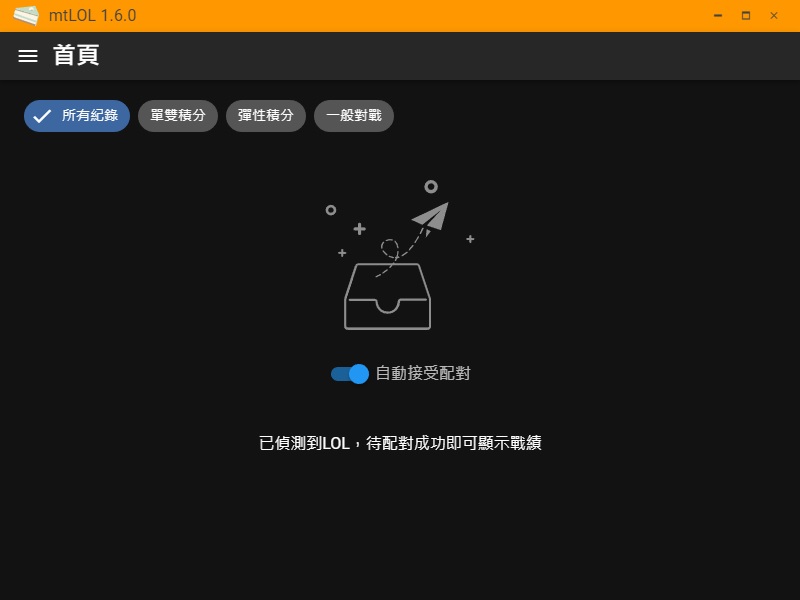 mtLOL 1.6.0
首頁
所有紀錄
單雙積分
彈性積分
一般對戰
自動接受配對
已偵測到LOL，待配對成功即可顯示戰績